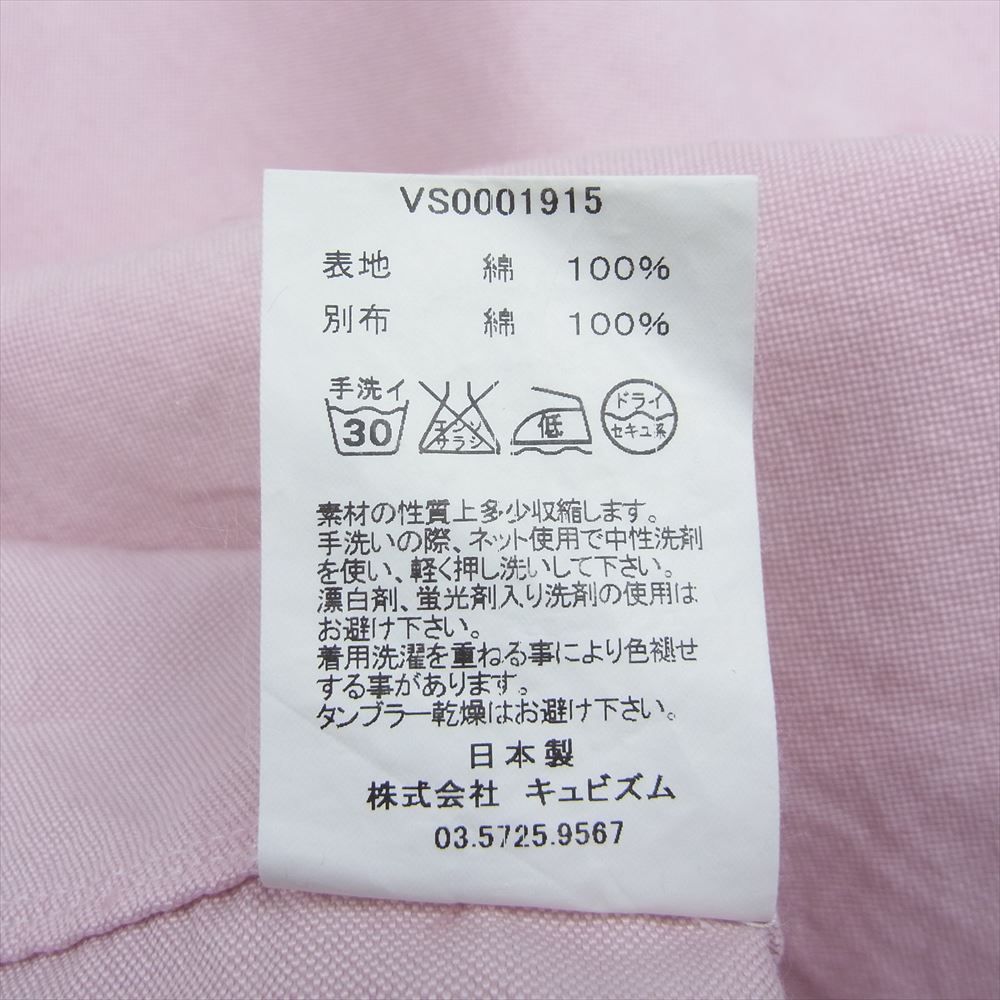 VS0001915
表地 綿 100%
別布 綿 100%
手洗イ
30
エンソ
サラシ
低
ドライ
セキユ系
素材の性質上多少収縮します。
手洗いの際、ネット使用で中性洗剤
を使い、軽く押し洗いして下さい。
漂白剤、蛍光剤入り洗剤の使用は
お避け下さい。
着用洗濯を重ねる事により色褪せ
する事があります。
タンブラー乾燥はお避け下さい。
日本製
株式会社 キュビズム
03.5725.9567